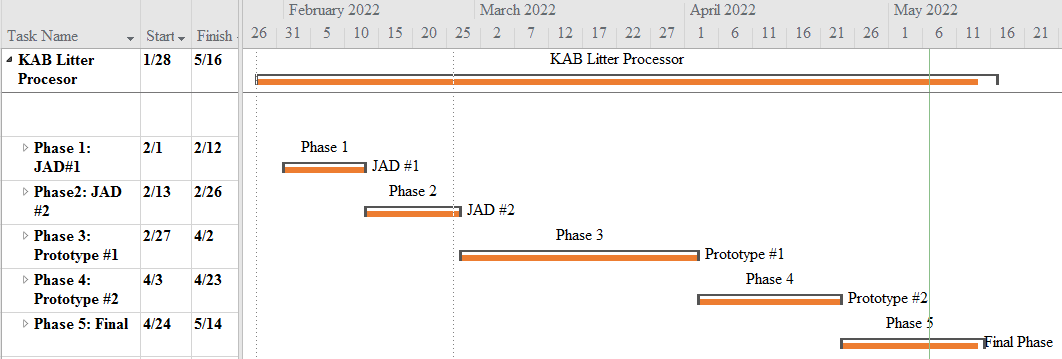 February 2022 March 2022 April 2022 May 2022
Task Name Start Finish 26 31 5 10 15 20 25 2 7 12 17 22 27 1 6 11 16 21 26 1 6 11 16 21
KAB Litter 1/28 5/16 KAB Litter Processor
Procesor
Phase 1: 2/1 2/12 Phase 1
JAD#1 JAD #1
Phase2: JAD 2/13 2/26 Phase 2
#2 JAD #2
Phase 3: 2/27 4/2 Phase 3
Prototype #1 Prototype #1
Phase 4: 4/3 4/23 Phase 4
Prototype #2 Prototype #2
Phase 5: Final 4/24 5/14 Phase 5
Final Phase